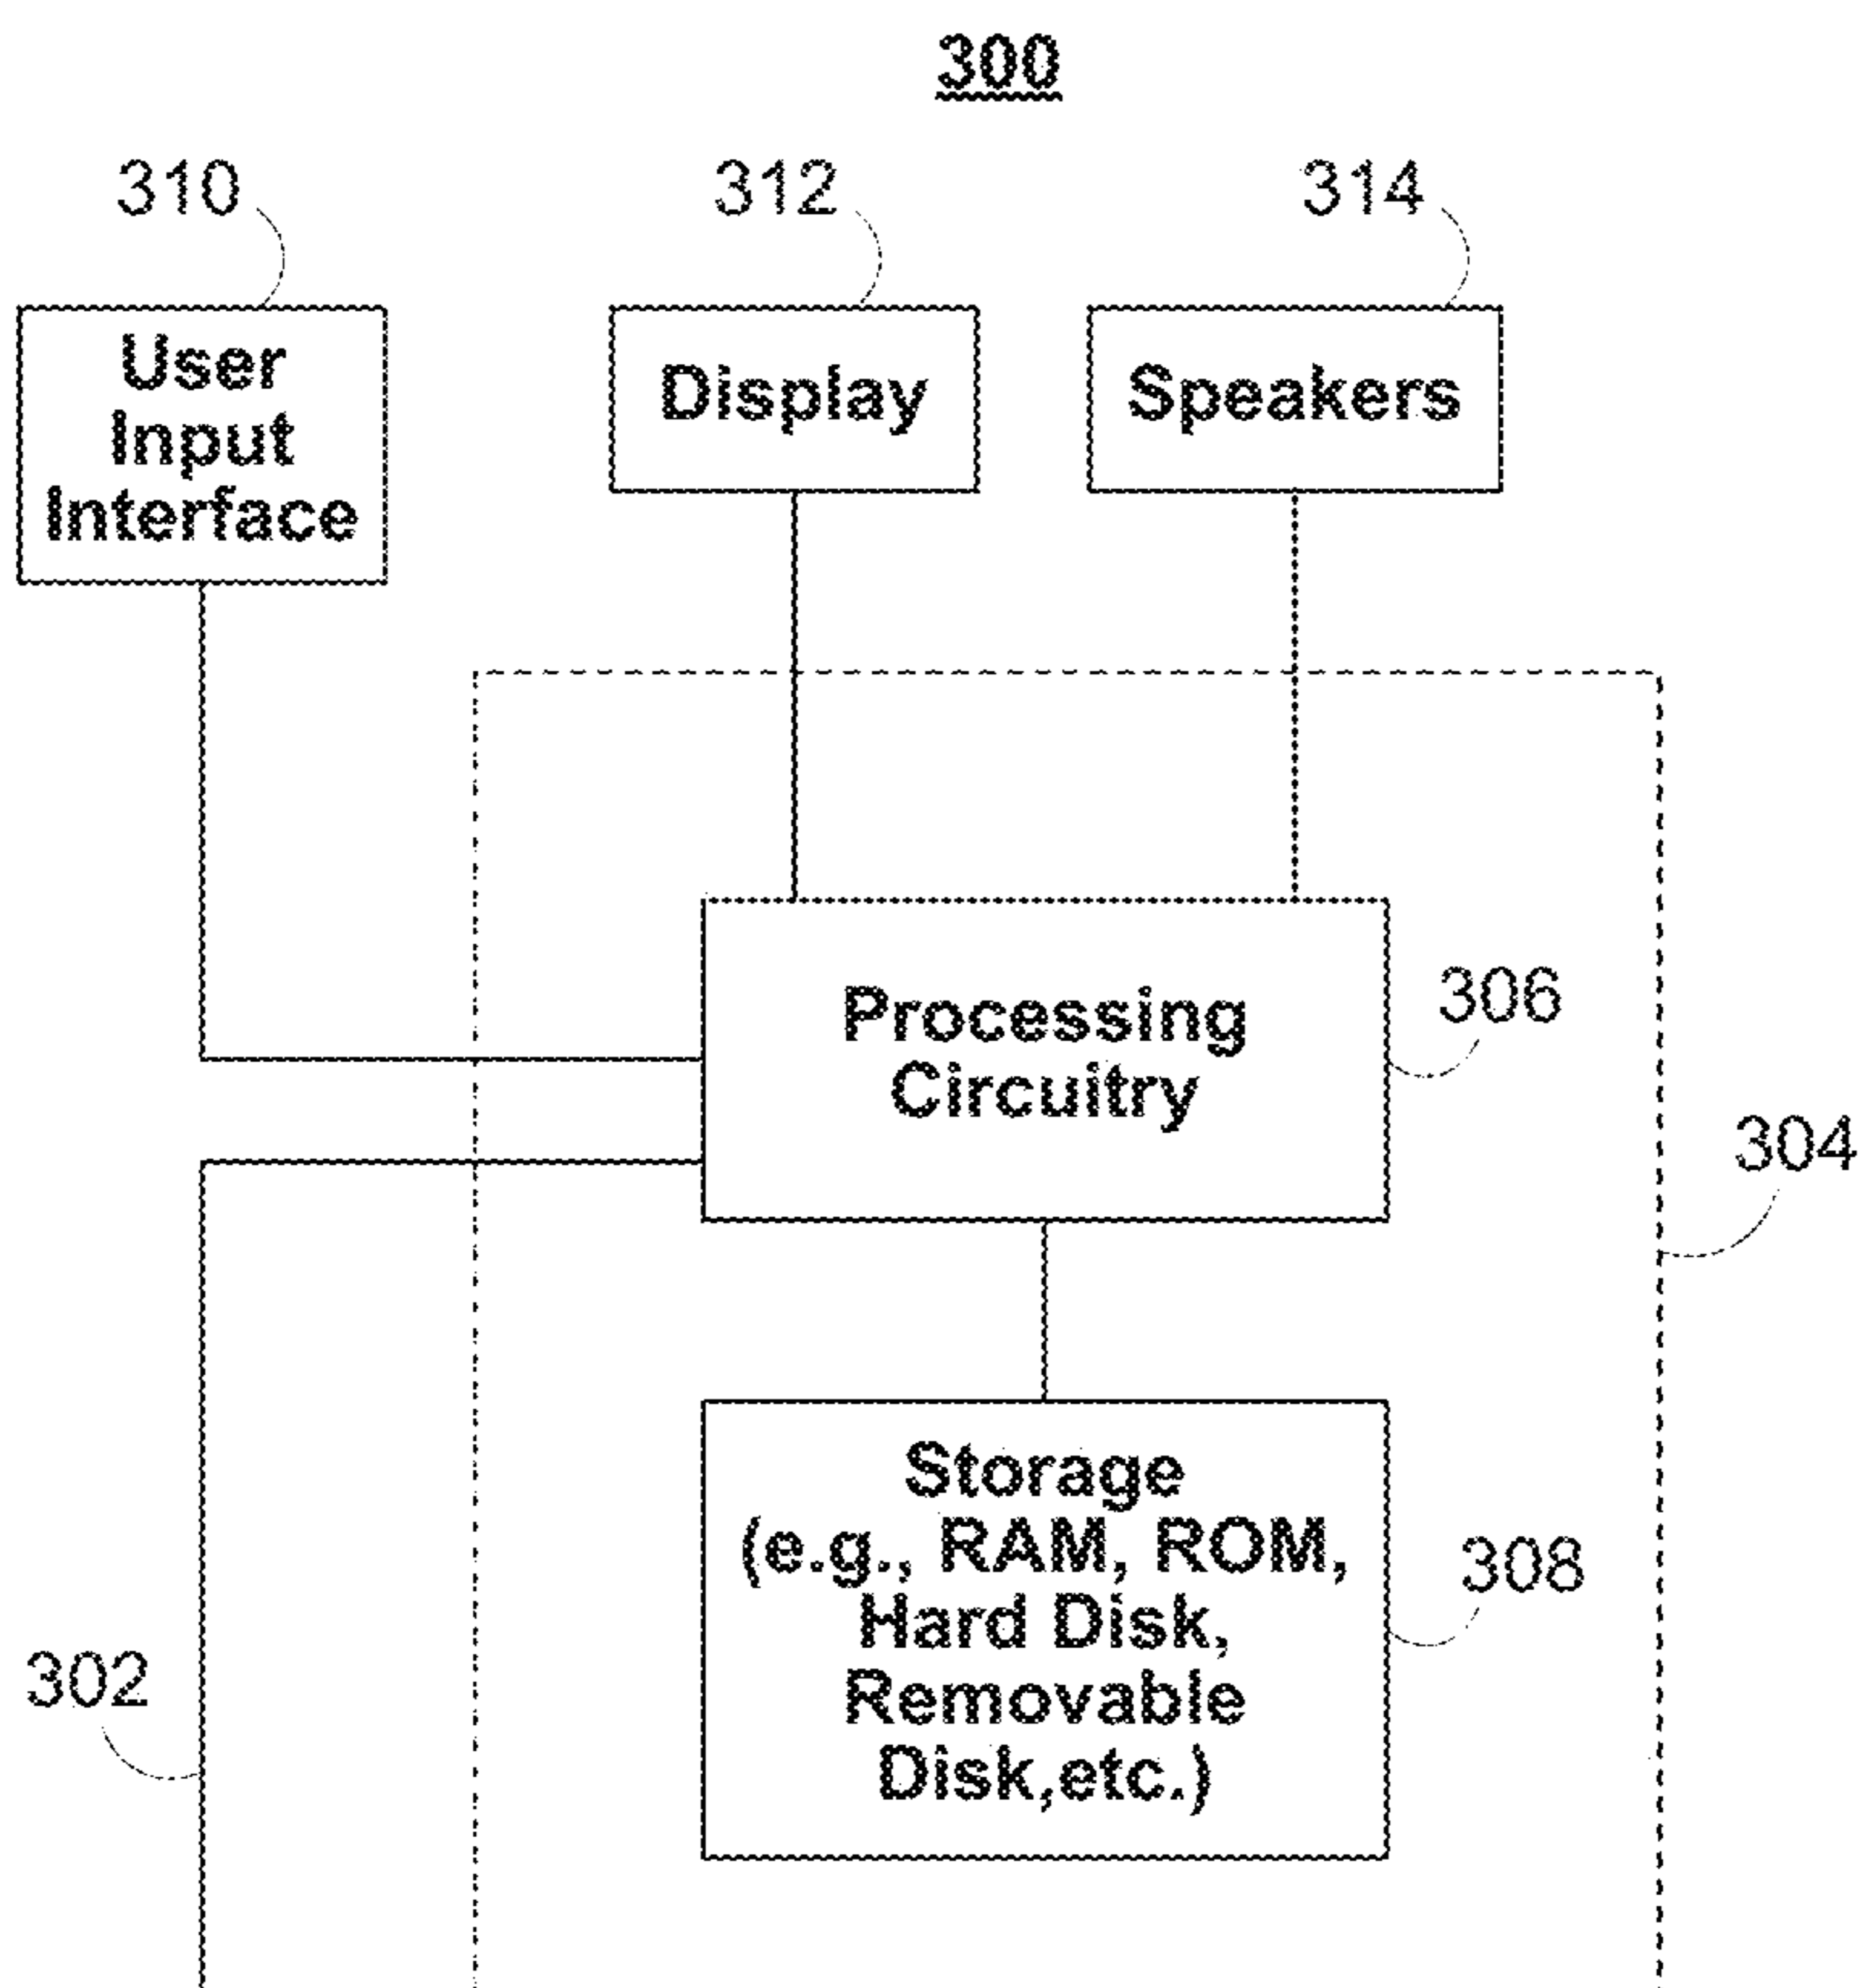 300
310
312
314
User
Input
Interface
Display
Speakers
Processing
Circuitry
306
304
Storage
(e.g., RAM, ROM,
Hard Disk,
Removable
Disk,etc.)
308
302